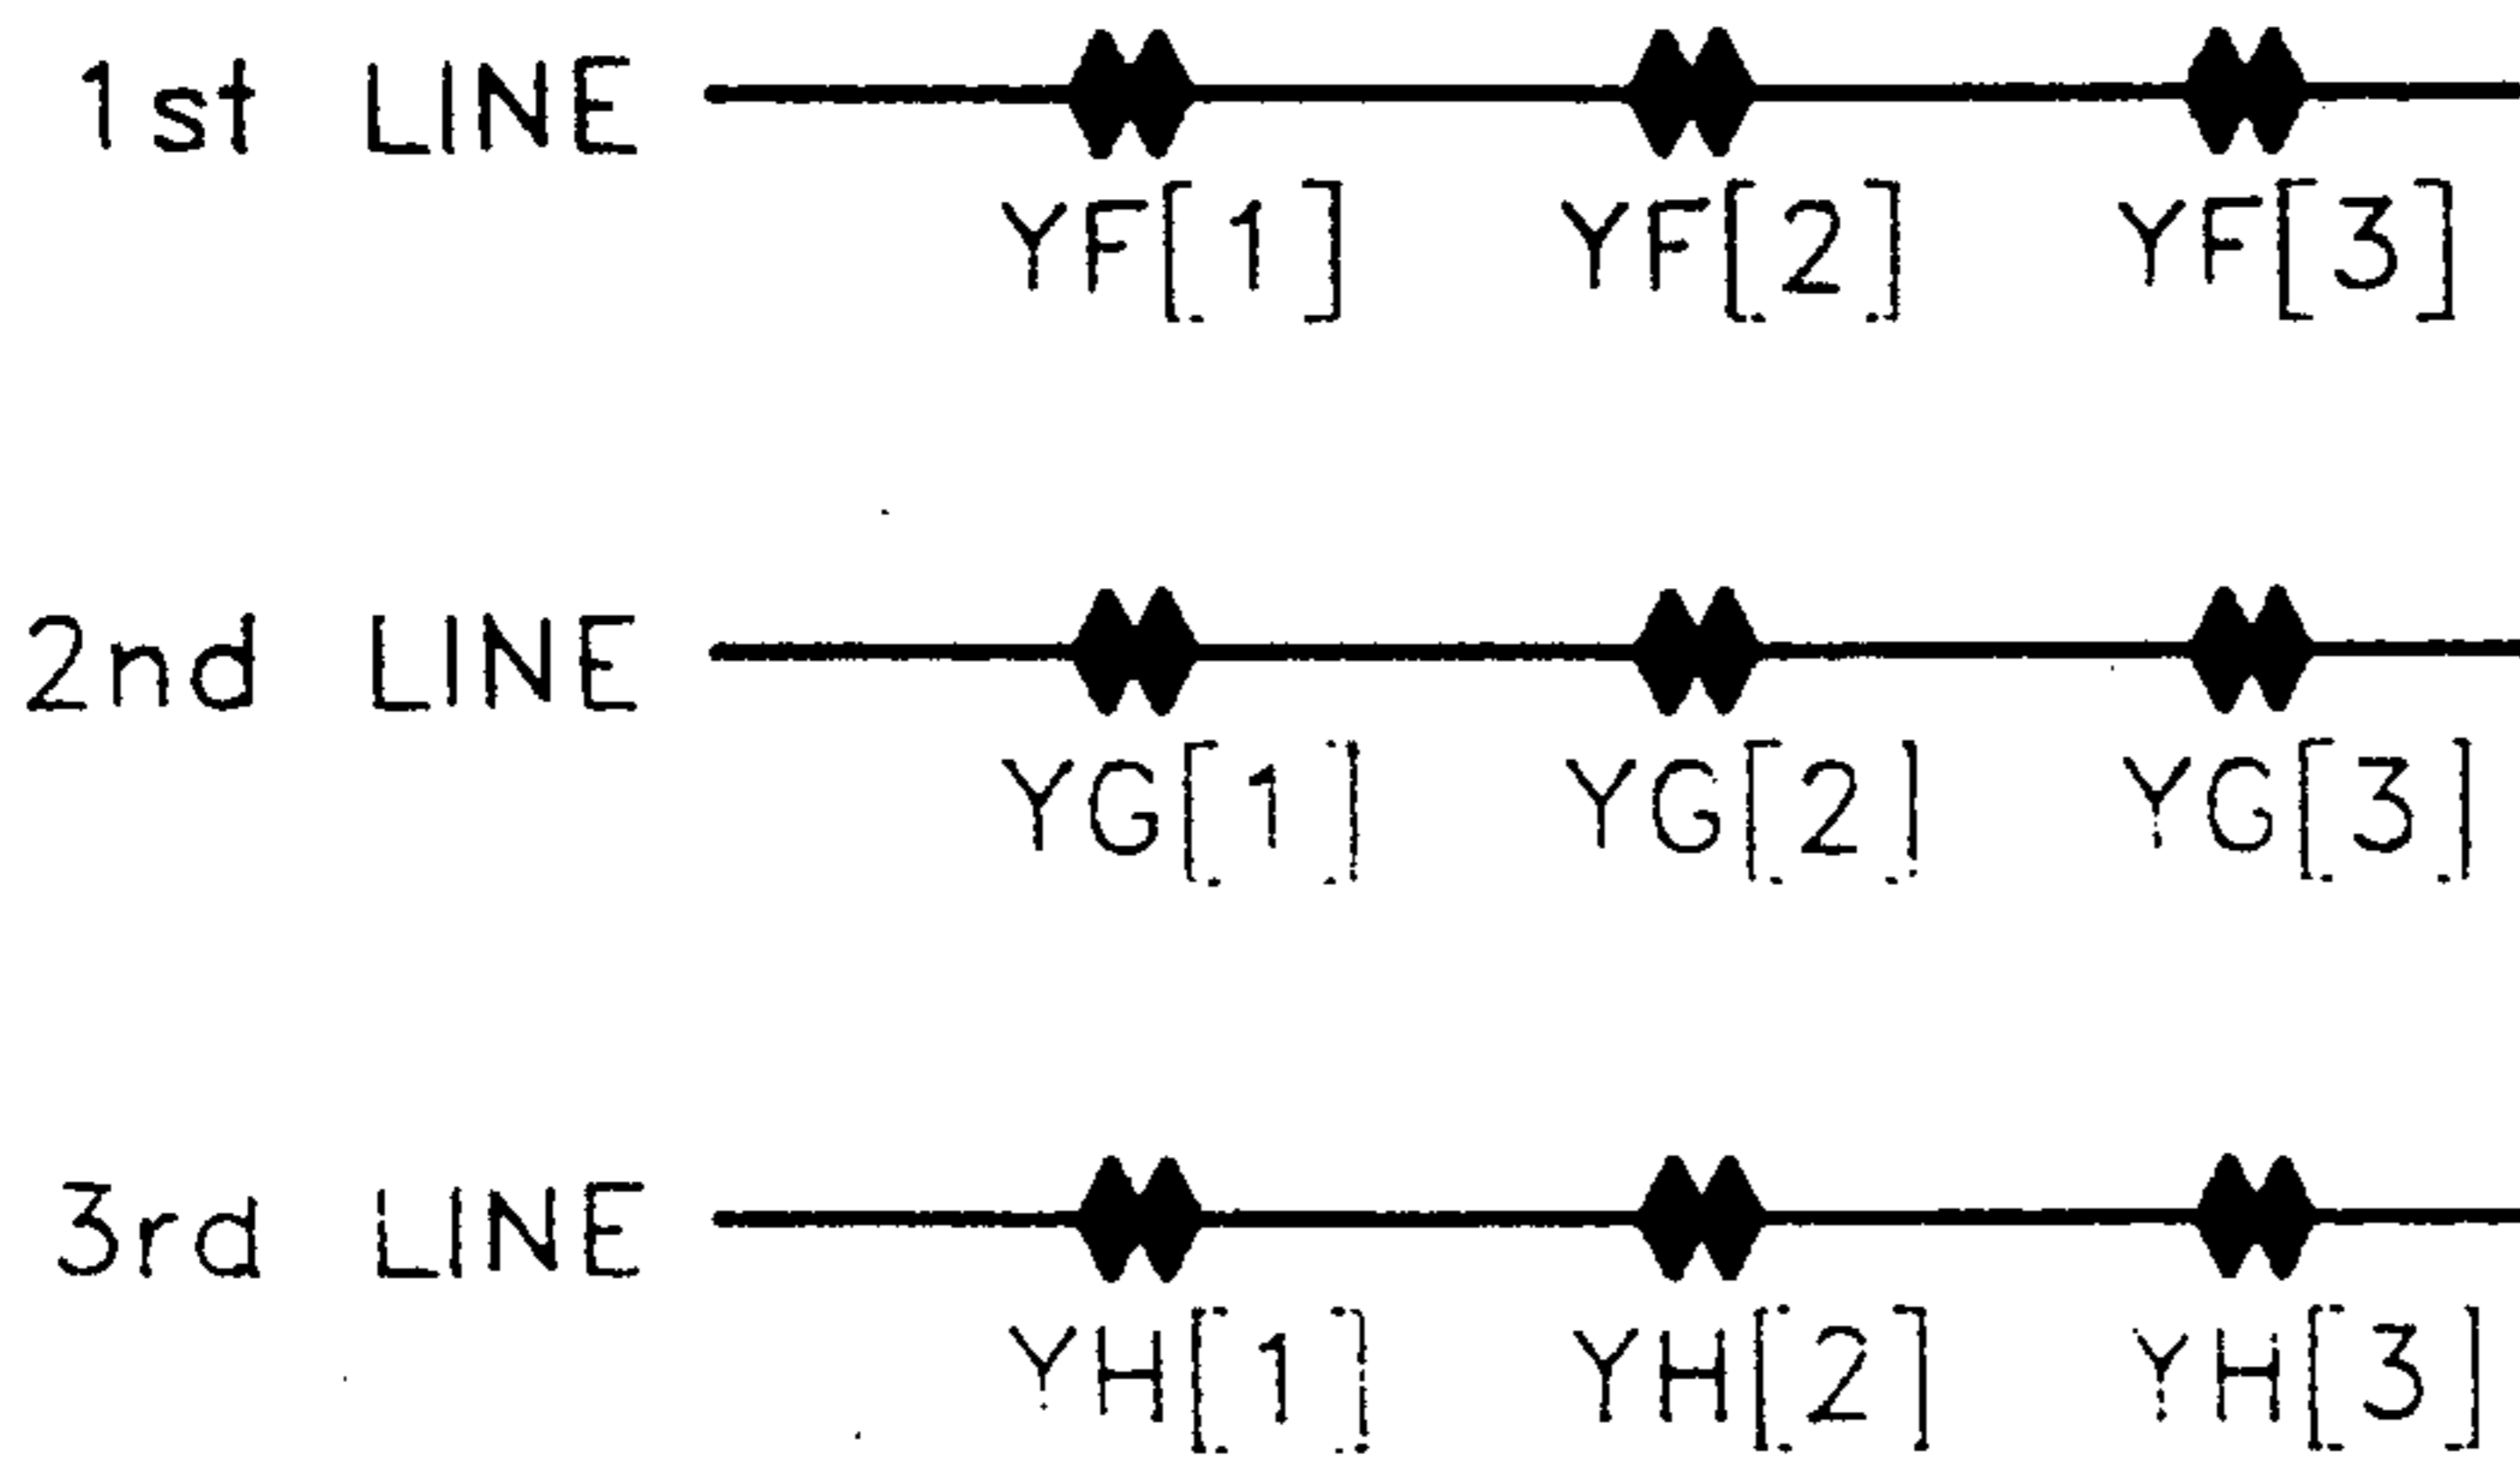 1st LINE
YF[1] YF[2] YF[3]
2nd LINE
YG[1] YG[2] YG[3]
3rd LINE
YH[1] YH[2] YH[3]